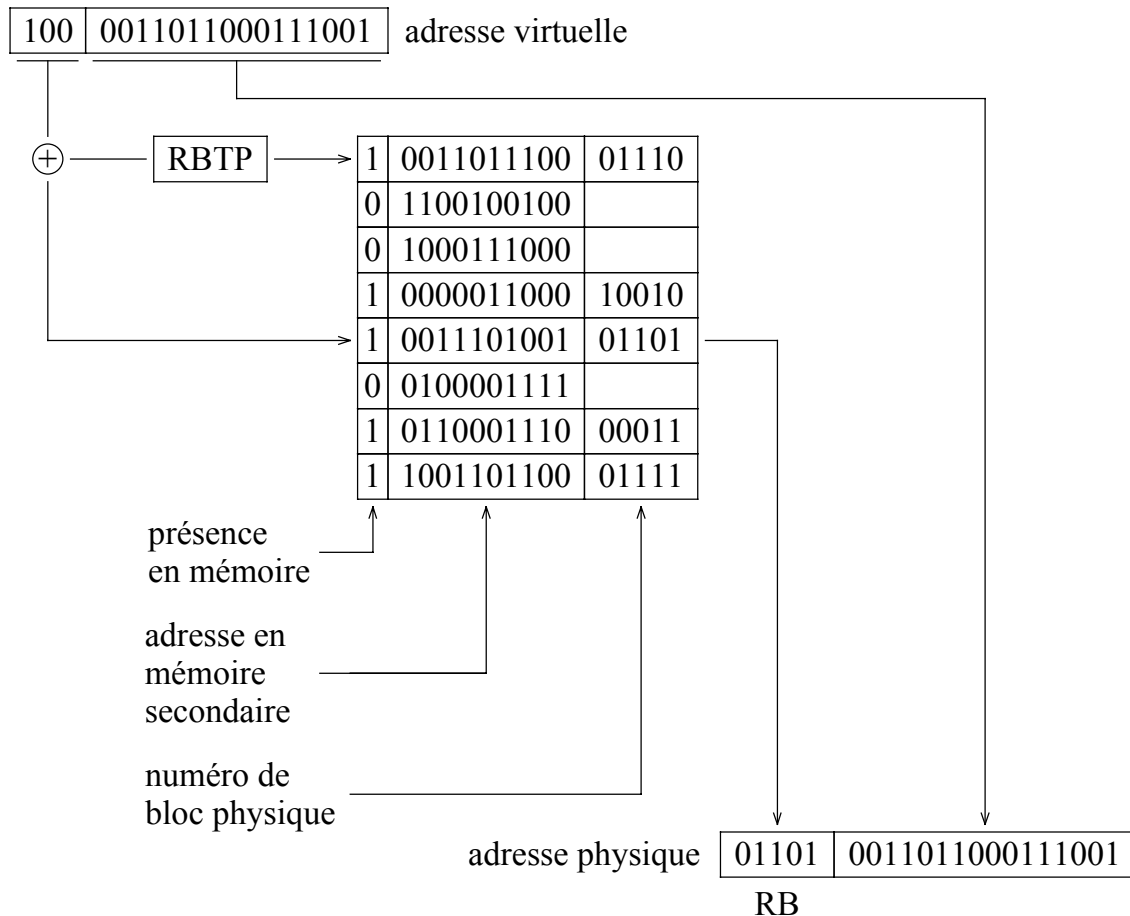 100 0011011000111001 adresse virtuelle
+ RBTP 1 0011011100 01110
0 1100100100
0 1000111000
1 0000011000 10010
1 0011101001 01101
0 0100001111
1 0110001110 00011
1 1001101100 01111
présence
en mémoire
adresse en
mémoire
secondaire
numéro de
bloc physique
adresse physique 01101 0011011000111001
RB